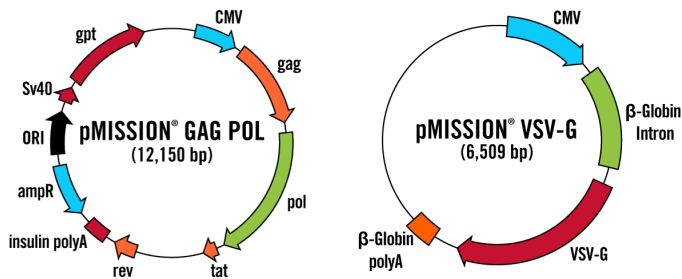 CMV
gag
pol
tat
rev
insulin polyA
ampR
ORI
Sv40
gpt
pMISSION® GAG POL
(12,150 bp)
CMV
β-Globin
Intron
VSV-G
β-Globin
polyA
pMISSION® VSV-G
(6,509 bp)